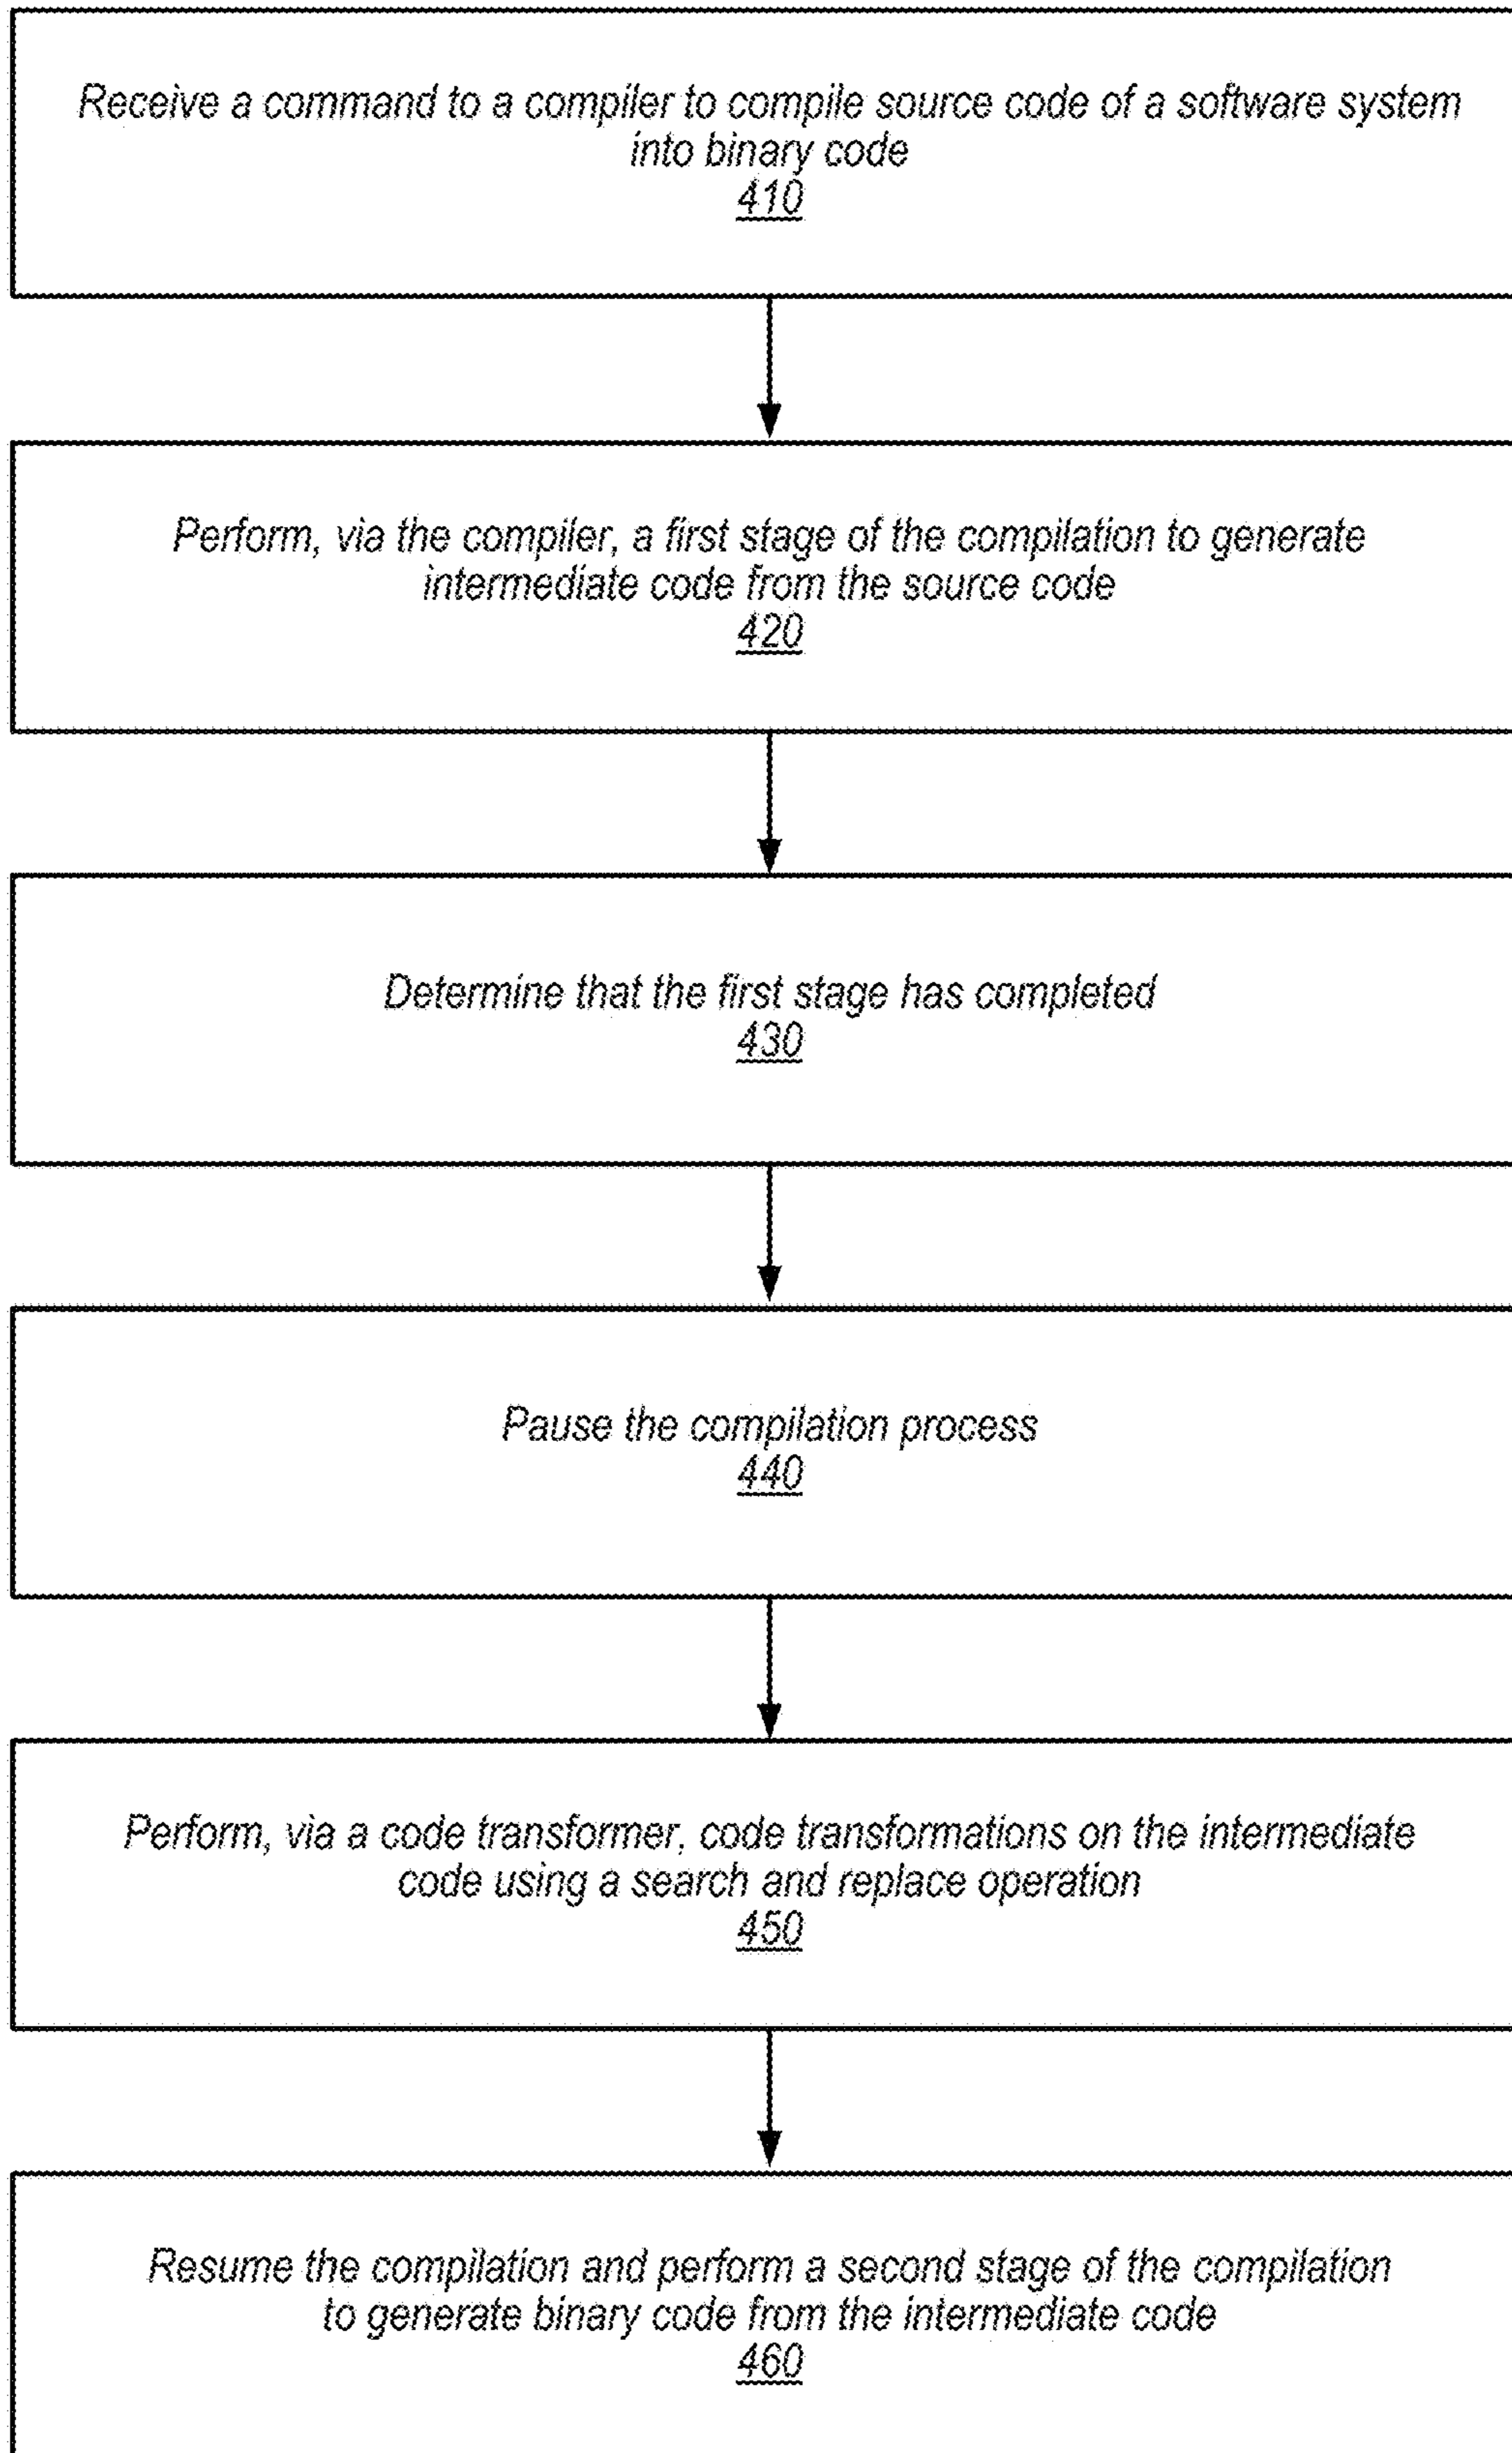 Receive a command to a compiler to compile source code of a software system
into binary code
410
Perform, via the compiler, a first stage of the compilation to generate
intermediate code from the source code
420
Determine that the first stage has completed
430
Pause the compilation process
440
Perform, via a code transformer, code transformations on the intermediate
code using a search and replace operation
450
Resume the compilation and perform a second stage of the compilation
to generate binary code from the intermediate code
460